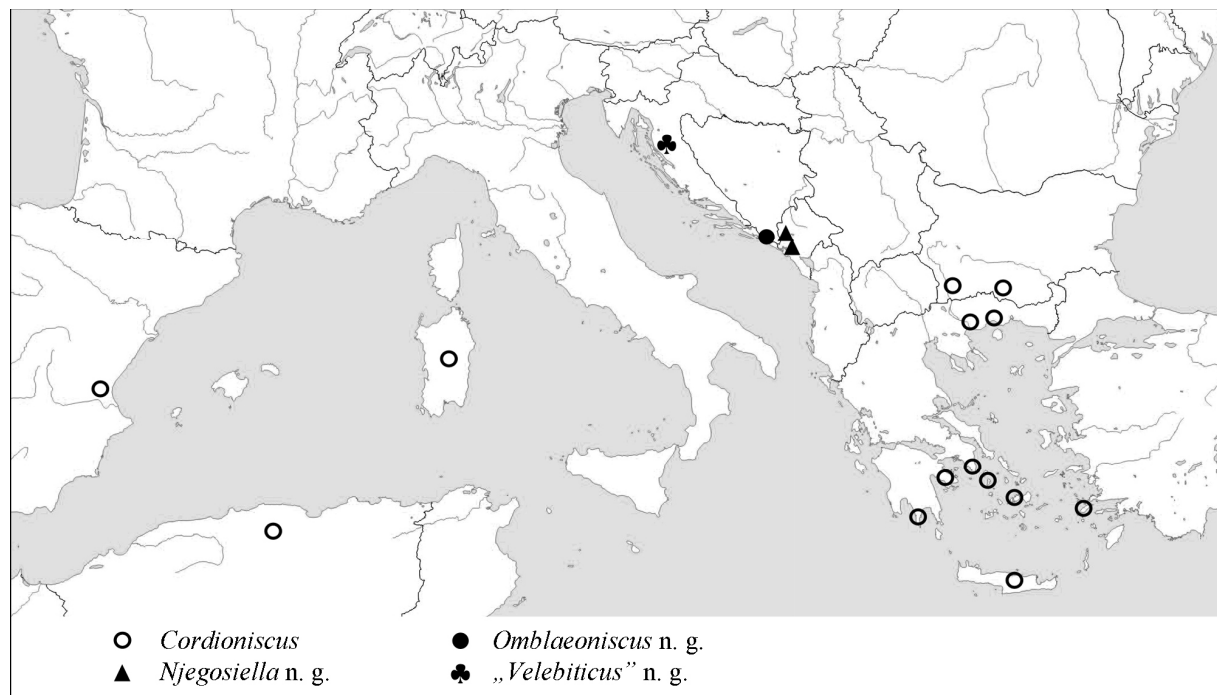 Cordioniscus
Njegosiella n. g.
Omblaeoniscus n. g.
„Velebiticus” n. g.